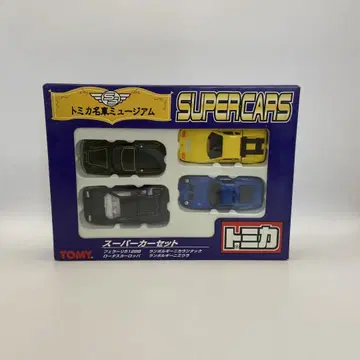 トミカ名車ミュージアム
SUPERCARS
スーパーカーセット
フェラーリ512BB ランボルギーニカウンタック
ロータスヨーロッパ ランボルギーニミウラ
TOMY
トミカ